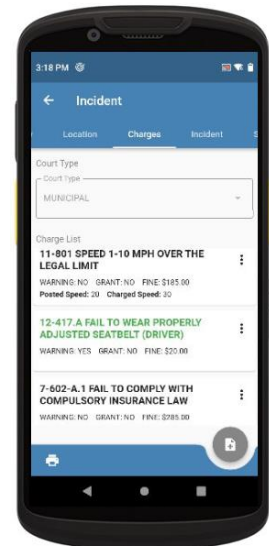 3:18 PM
Incident
Location Charges Incident
Court Type
Court Type
MUNICIPAL
Charge List
11-801 SPEED 1-10 MPH OVER THE
LEGAL LIMIT
WARNING: NO GRANT: NO FINE: $185.00
Posted Speed: 20 Charged Speed: 30
12-417.A FAIL TO WEAR PROPERLY
ADJUSTED SEATBELT (DRIVER)
WARNING: YES GRANT: NO FINE: $20.00
7-602-A.1 FAIL TO COMPLY WITH
COMPULSORY INSURANCE LAW
WARNING: NO GRANT: NO FINE: $285.00